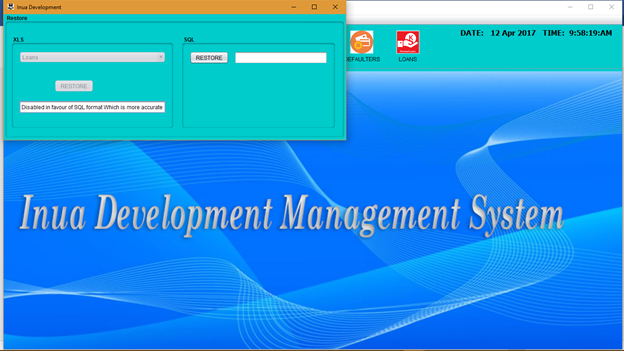 Inua Development
Restore
XLS
Loans
RESTORE
Disabled in favour of SQL format Which is more accurate
SQL
RESTORE
DEFAULTERS
LOANS
DATE: 12 Apr 2017 TIME: 9:58:19:AM
Inua Development Management System